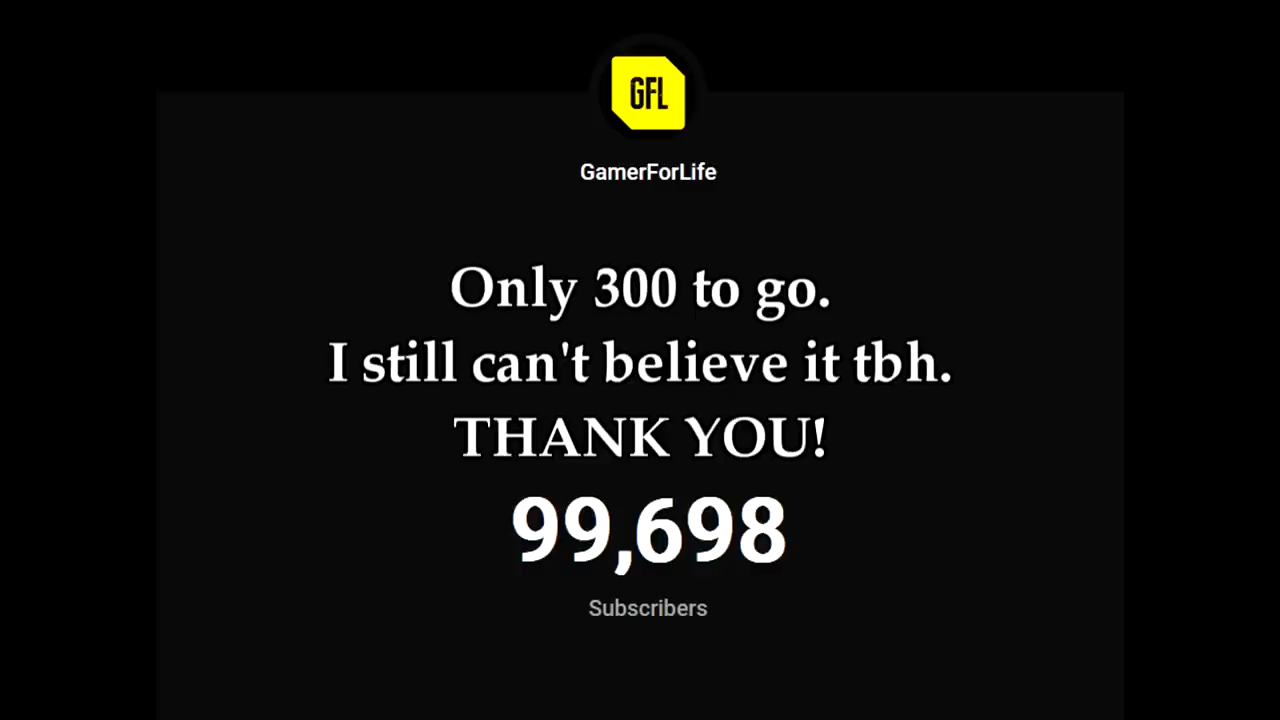 GFL
GamerForLife
Only 300 to go.
I still can't believe it tbh.
THANK YOU!
99,698
Subscribers